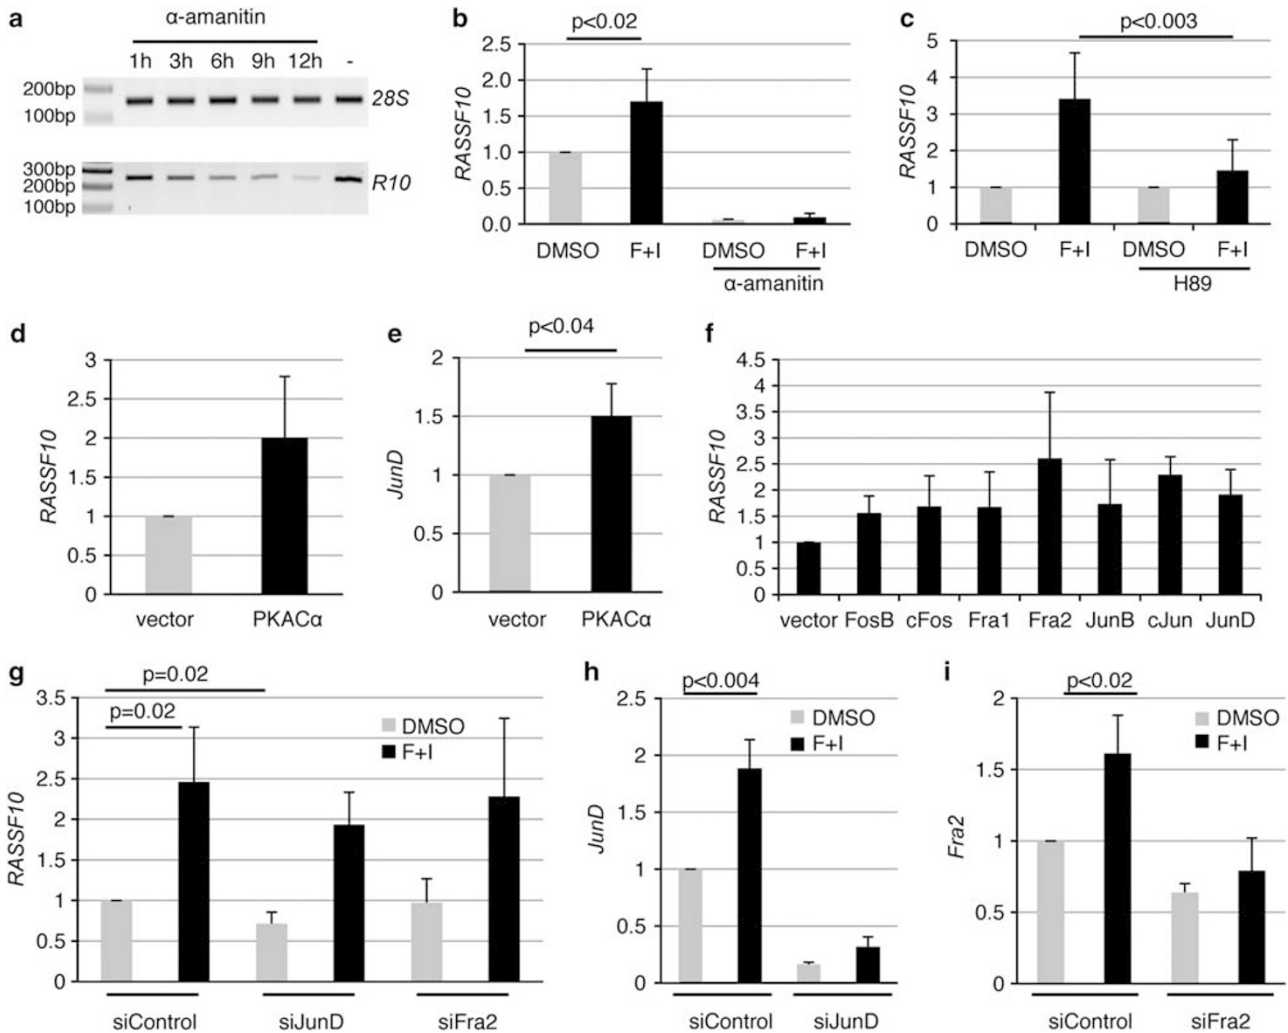 a
α-amanitin
1h 3h 6h 9h 12h -
200bp
100bp
28S
300bp
200bp
100bp
R10
b
p<0.02
2.5
2.0
1.5
1.0
0.5
0.0
RASSF10
DMSO F+I DMSO F+I
α-amanitin
c
p<0.003
5
4
3
2
1
0
RASSF10
DMSO F+I DMSO F+I
H89
d
3
2.5
2
1.5
1
0.5
0
RASSF10
vector PKACα
e
p<0.04
2
1.5
1
0.5
0
JunD
vector PKACα
f
4.5
4
3.5
3
2.5
2
1.5
1
0.5
0
RASSF10
vector FosB cFos Fra1 Fra2 JunB cJun JunD
g
p=0.02
p=0.02
3.5
3
2.5
2
1.5
1
0.5
0
RASSF10
DMSO
F+I
siControl siJunD siFra2
h
p<0.004
2.5
2
1.5
1
0.5
0
JunD
DMSO
F+I
siControl siJunD
i
p<0.02
2
1.5
1
0.5
0
Fra2
DMSO
F+I
siControl siFra2